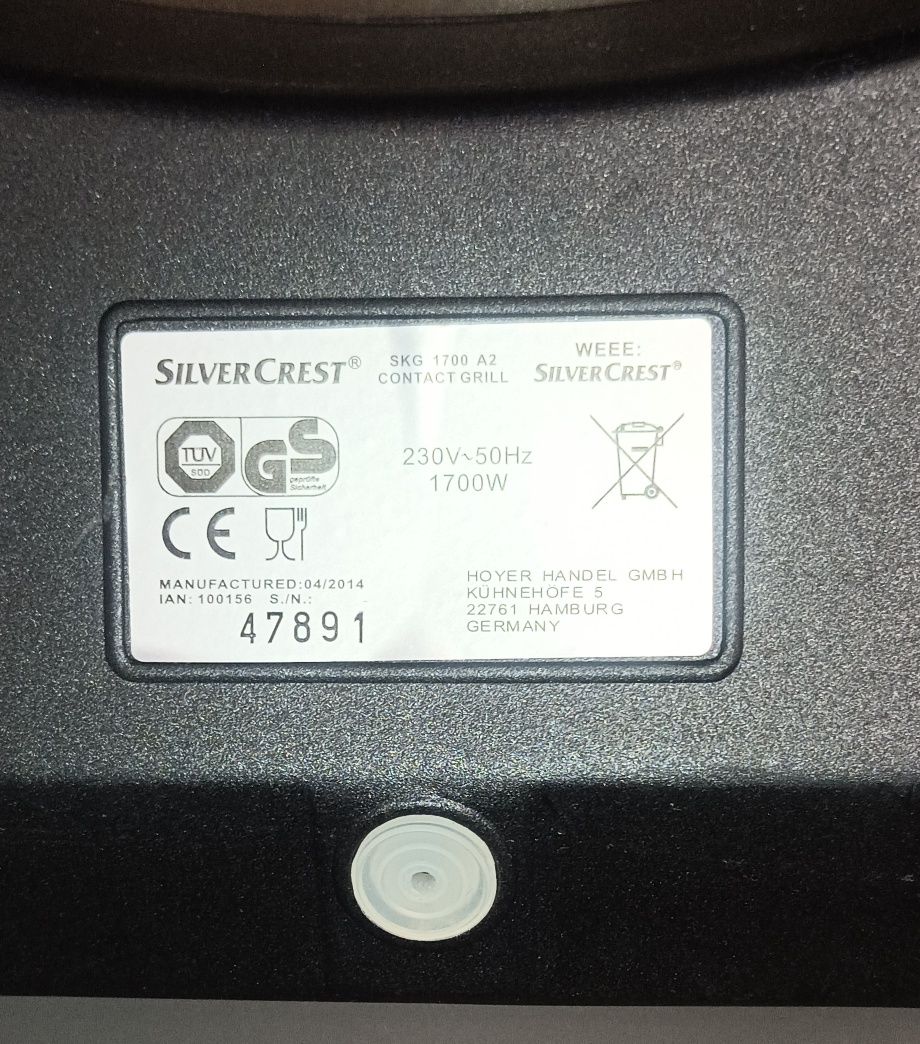 SILVERCREST®
SKG 1700 A2
CONTACT GRILL
WEEE:
SILVERCREST®
TÜV
SÜD
GS
geprüfte
Sicherheit
230V~50Hz
1700W
CE
MANUFACTURED:04/2014
IAN: 100156 S./N.:
47891
HOYER HANDEL GMBH
KÜHNEHÖFE 5
22761 HAMBURG
GERMANY